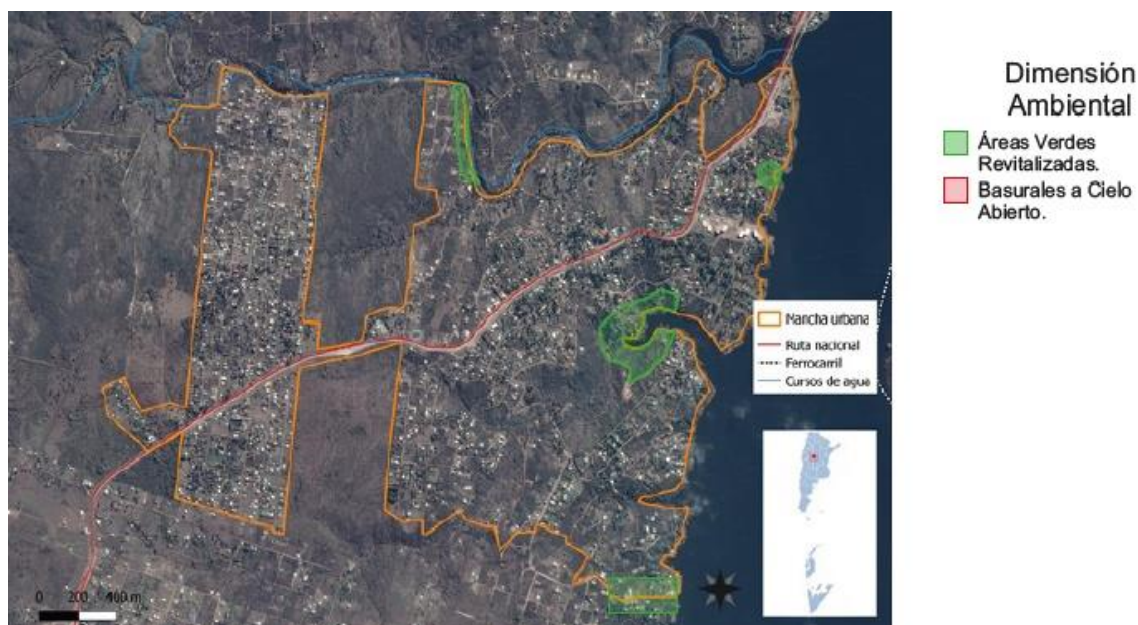 Dimensión
Ambiental
Áreas Verdes
Revitalizadas.
Basurales a Cielo
Abierto.
Mancha urbana
Ruta nacional
Ferrocarril
Cursos de agua
0 200 400 m